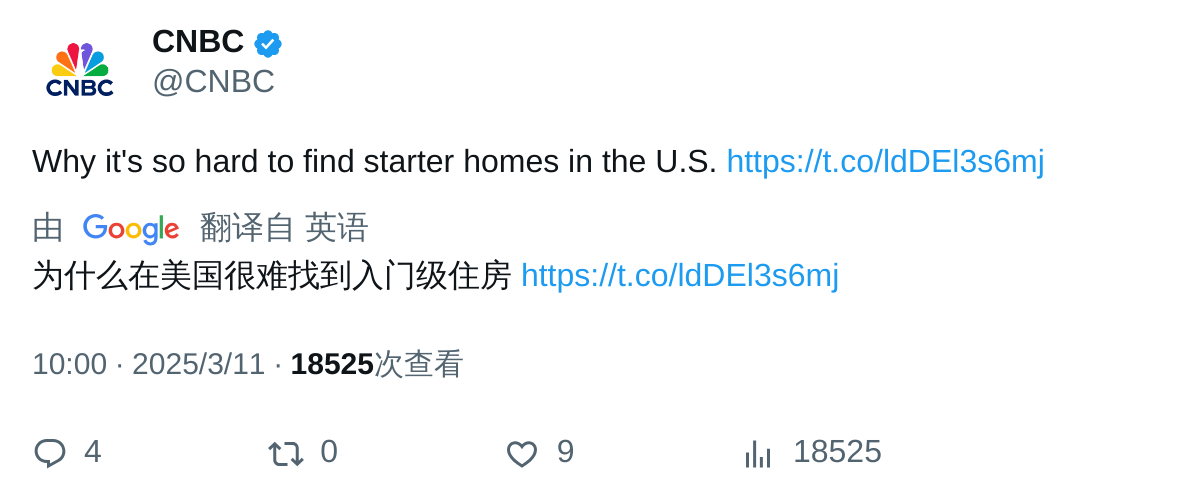 CNBC
CNBC
@CNBC
Why it's so hard to find starter homes in the U.S. https://t.co/ldDEl3s6mj
由 Google 翻译自 英语
为什么在美国很难找到入门级住房 https://t.co/ldDEl3s6mj
10:00 · 2025/3/11 · 18525次查看
4 0 9 18525